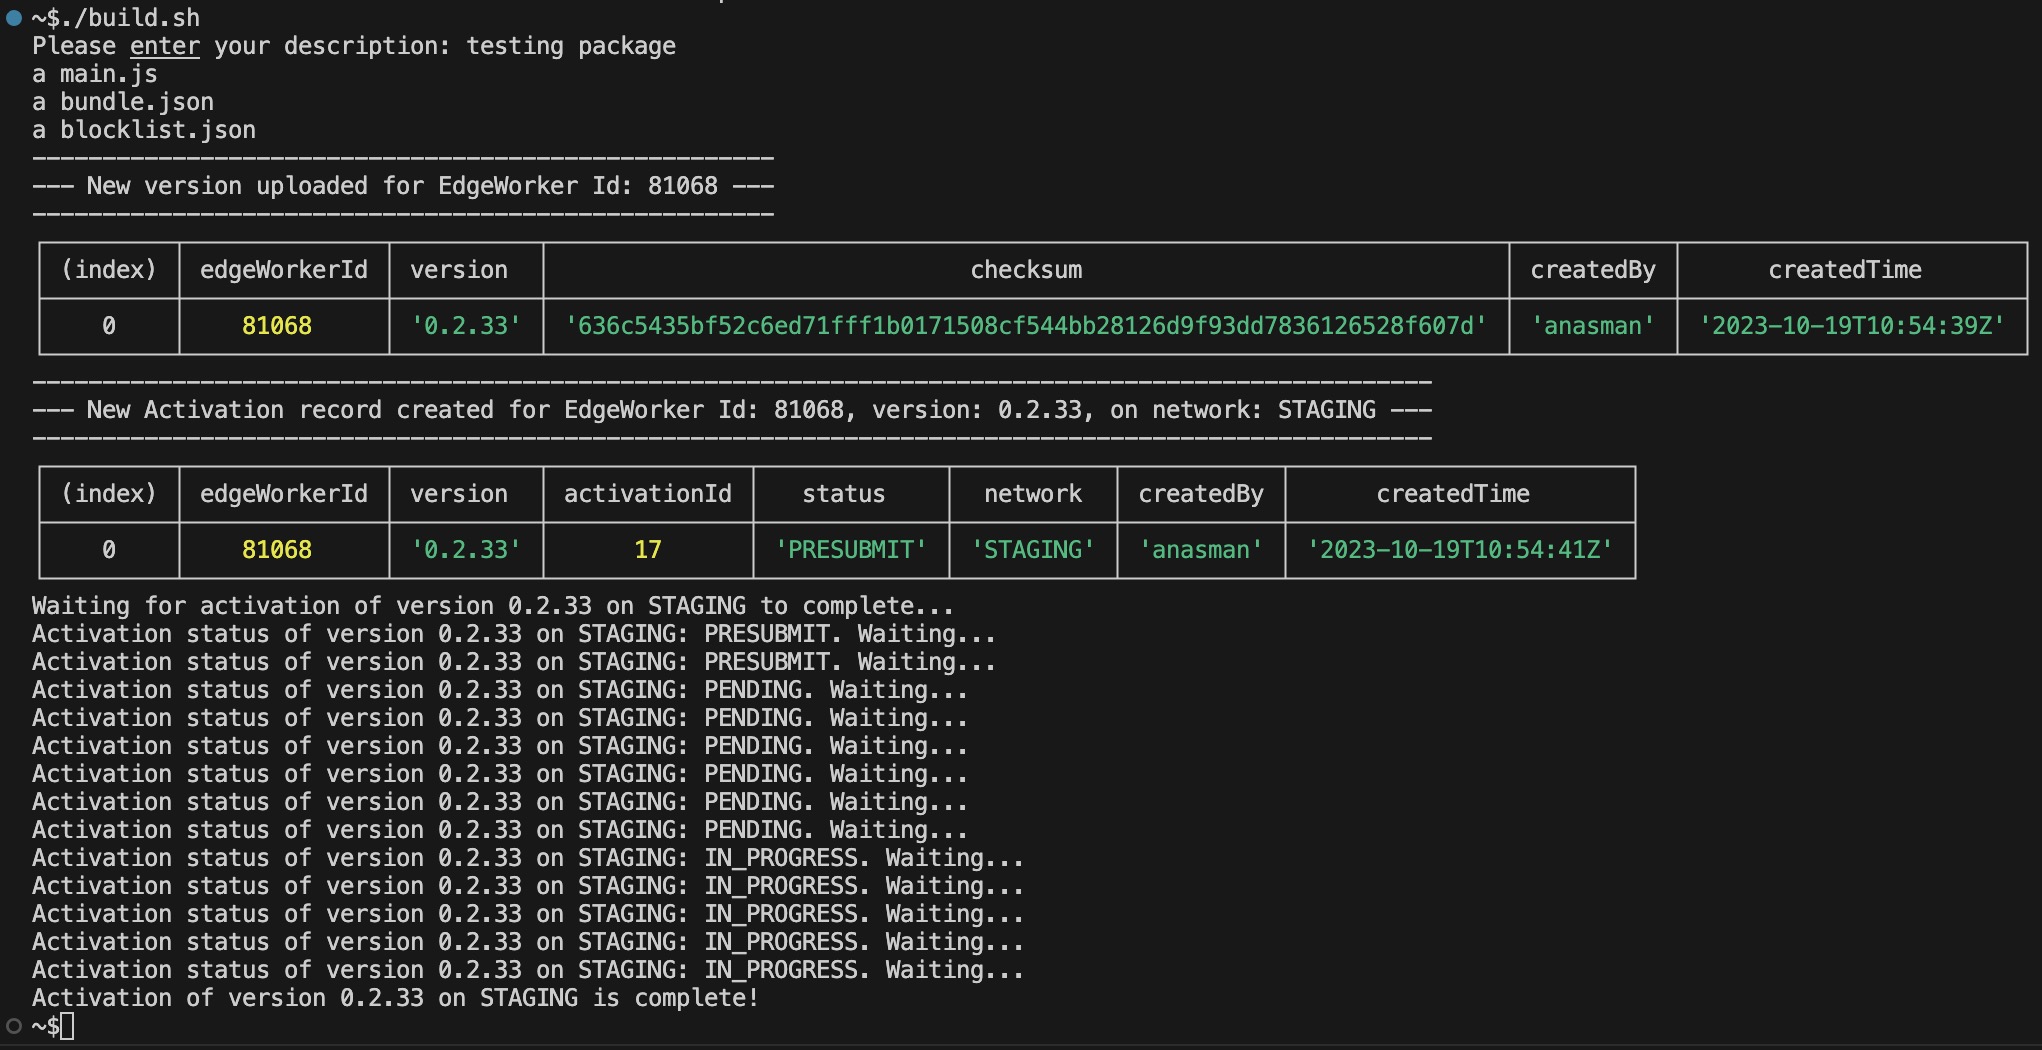 ~$./build.sh
Please enter your description: testing package
a main.js
a bundle.json
a blocklist.json
-----------------------------------------------------
--- New version uploaded for EdgeWorker Id: 81068 ---
-----------------------------------------------------
(index) edgeWorkerId version checksum createdBy createdTime
0 81068 '0.2.33' '636c5435bf52c6ed71fff1b0171508cf544bb28126d9f93dd7836126528f607d' 'anasman' '2023-10-19T10:54:39Z'
----------------------------------------------------------------------------------------------------
--- New Activation record created for EdgeWorker Id: 81068, version: 0.2.33, on network: STAGING ---
----------------------------------------------------------------------------------------------------
(index) edgeWorkerId version activationId status network createdBy createdTime
0 81068 '0.2.33' 17 'PRESUBMIT' 'STAGING' 'anasman' '2023-10-19T10:54:41Z'
Waiting for activation of version 0.2.33 on STAGING to complete...
Activation status of version 0.2.33 on STAGING: PRESUBMIT. Waiting...
Activation status of version 0.2.33 on STAGING: PRESUBMIT. Waiting...
Activation status of version 0.2.33 on STAGING: PENDING. Waiting...
Activation status of version 0.2.33 on STAGING: PENDING. Waiting...
Activation status of version 0.2.33 on STAGING: PENDING. Waiting...
Activation status of version 0.2.33 on STAGING: PENDING. Waiting...
Activation status of version 0.2.33 on STAGING: PENDING. Waiting...
Activation status of version 0.2.33 on STAGING: PENDING. Waiting...
Activation status of version 0.2.33 on STAGING: IN_PROGRESS. Waiting...
Activation status of version 0.2.33 on STAGING: IN_PROGRESS. Waiting...
Activation status of version 0.2.33 on STAGING: IN_PROGRESS. Waiting...
Activation status of version 0.2.33 on STAGING: IN_PROGRESS. Waiting...
Activation status of version 0.2.33 on STAGING: IN_PROGRESS. Waiting...
Activation of version 0.2.33 on STAGING is complete!
~$